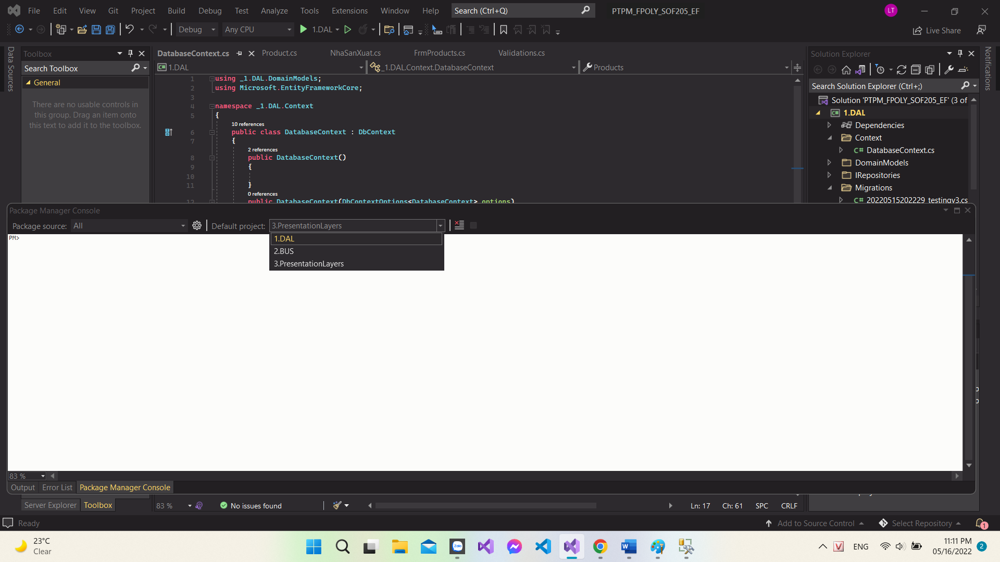 File Edit View Git Project Build Debug Test Analyze Tools Extensions Window Help Search (Ctrl+Q) PTPM_FPOLY_SOF205_EF LT
Debug Any CPU 1.DAL Live Share
Data Sources
Toolbox
Search Toolbox
General
There are no usable controls in
this group. Drag an item onto
this text to add it to the toolbox.
DatabaseContext.cs Product.cs NhaSanXuat.cs FrmProducts.cs Validations.cs
C# 1.DAL _1.DAL.Context.DatabaseContext Products
1 using _1.DAL.DomainModels;
2 using Microsoft.EntityFrameworkCore;
3
4 namespace _1.DAL.Context
5 {
10 references
6 public class DatabaseContext : DbContext
7 {
2 references
8 public DatabaseContext()
9 {
10
11 }
0 references
12 public DatabaseContext(DbContextOptions<DatabaseContext> options)
Solution Explorer
Search Solution Explorer (Ctrl+;)
Solution 'PTPM_FPOLY_SOF205_EF' (3 of
C# 1.DAL
Dependencies
Context
C# DatabaseContext.cs
DomainModels
IRepositories
Migrations
C# 20220515202229_testingv3.cs
Notifications
Package Manager Console
Package source: All Default project: 3.PresentationLayers
1.DAL
2.BUS
3.PresentationLayers
PM>
83 %
Output Error List Package Manager Console
Server Explorer Toolbox
83 % No issues found Ln: 17 Ch: 61 SPC CRLF
Ready Add to Source Control Select Repository 1
23°C
Clear
Zalo
W
V ENG
11:11 PM
05/16/2022
2